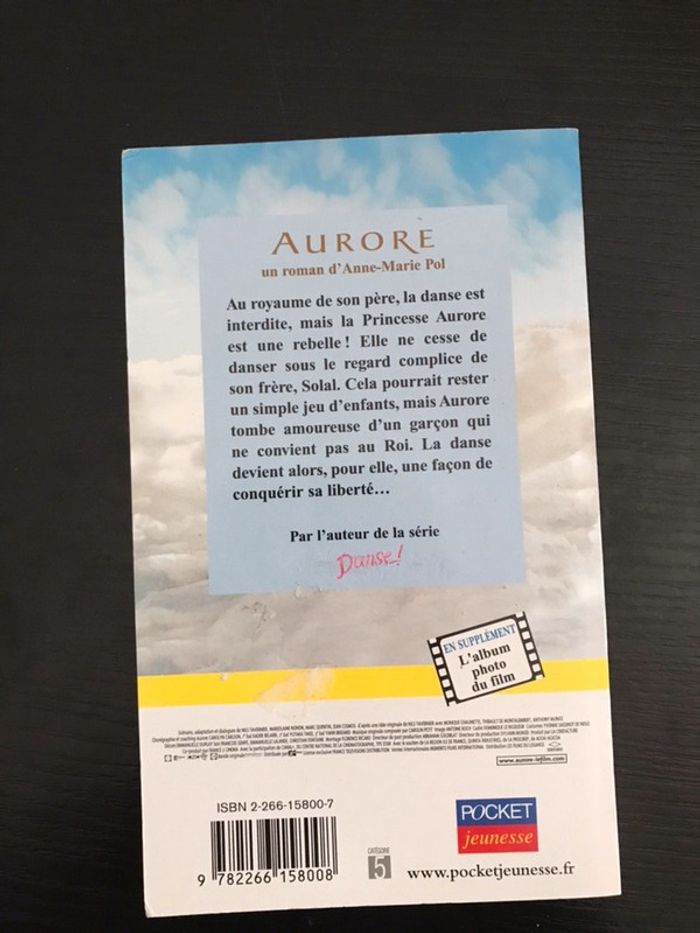 AURORE
un roman d'Anne-Marie Pol
Au royaume de son père, la danse est
interdite, mais la Princesse Aurore
est une rebelle ! Elle ne cesse de
danser sous le regard complice de
son frère, Solal. Cela pourrait rester
un simple jeu d'enfants, mais Aurore
tombe amoureuse d'un garçon qui
ne convient pas au Roi. La danse
devient alors, pour elle, une façon de
conquérir sa liberté…
Par l'auteur de la série
Danse !
EN SUPPLÉMENT
L'album
photo
du film
www.aurore-lefilm.com
ISBN 2-266-15800-7
POCKET
jeunesse
CATÉGORIE
5
9 782266 158008
www.pocketjeunesse.fr